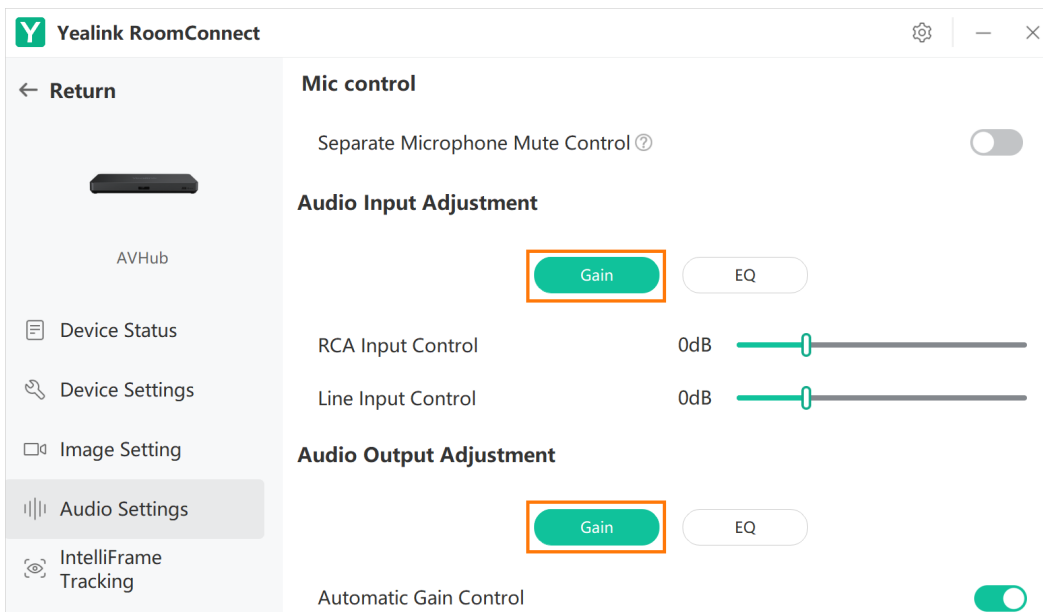 Yealink RoomConnect
Return
AVHub
Device Status
Device Settings
Image Setting
Audio Settings
IntelliFrame
Tracking
Mic control
Separate Microphone Mute Control ?
Audio Input Adjustment
Gain EQ
RCA Input Control 0dB
Line Input Control 0dB
Audio Output Adjustment
Gain EQ
Automatic Gain Control